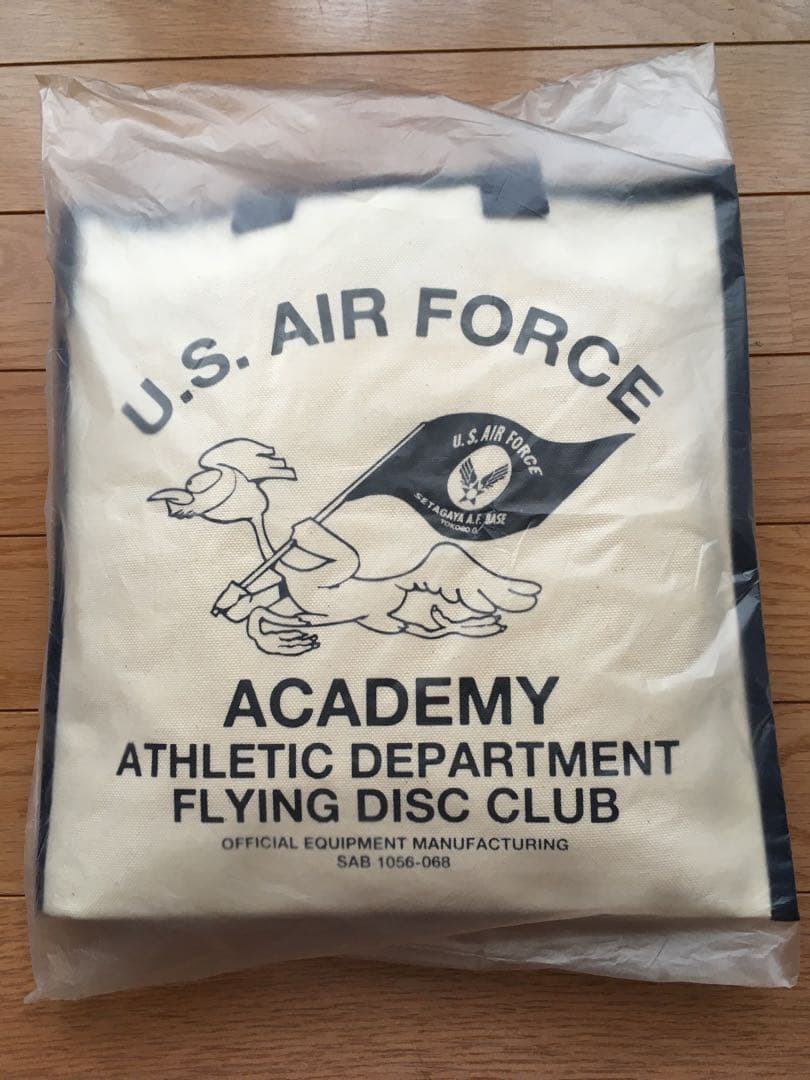 U.S. AIR FORCE
U.S. AIR FORCE
SETAGAYA A.F. BASE
ACADEMY
ATHLETIC DEPARTMENT
FLYING DISC CLUB
OFFICIAL EQUIPMENT MANUFACTURING
SAB 1056-068